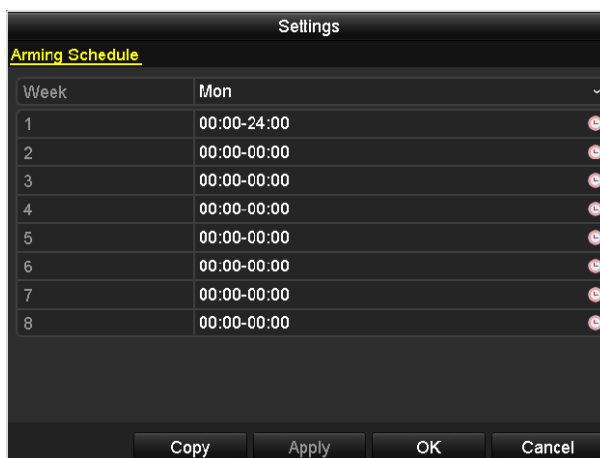 Settings
Arming Schedule
Week Mon
1 00:00-24:00
2 00:00-00:00
3 00:00-00:00
4 00:00-00:00
5 00:00-00:00
6 00:00-00:00
7 00:00-00:00
8 00:00-00:00
Copy Apply OK Cancel